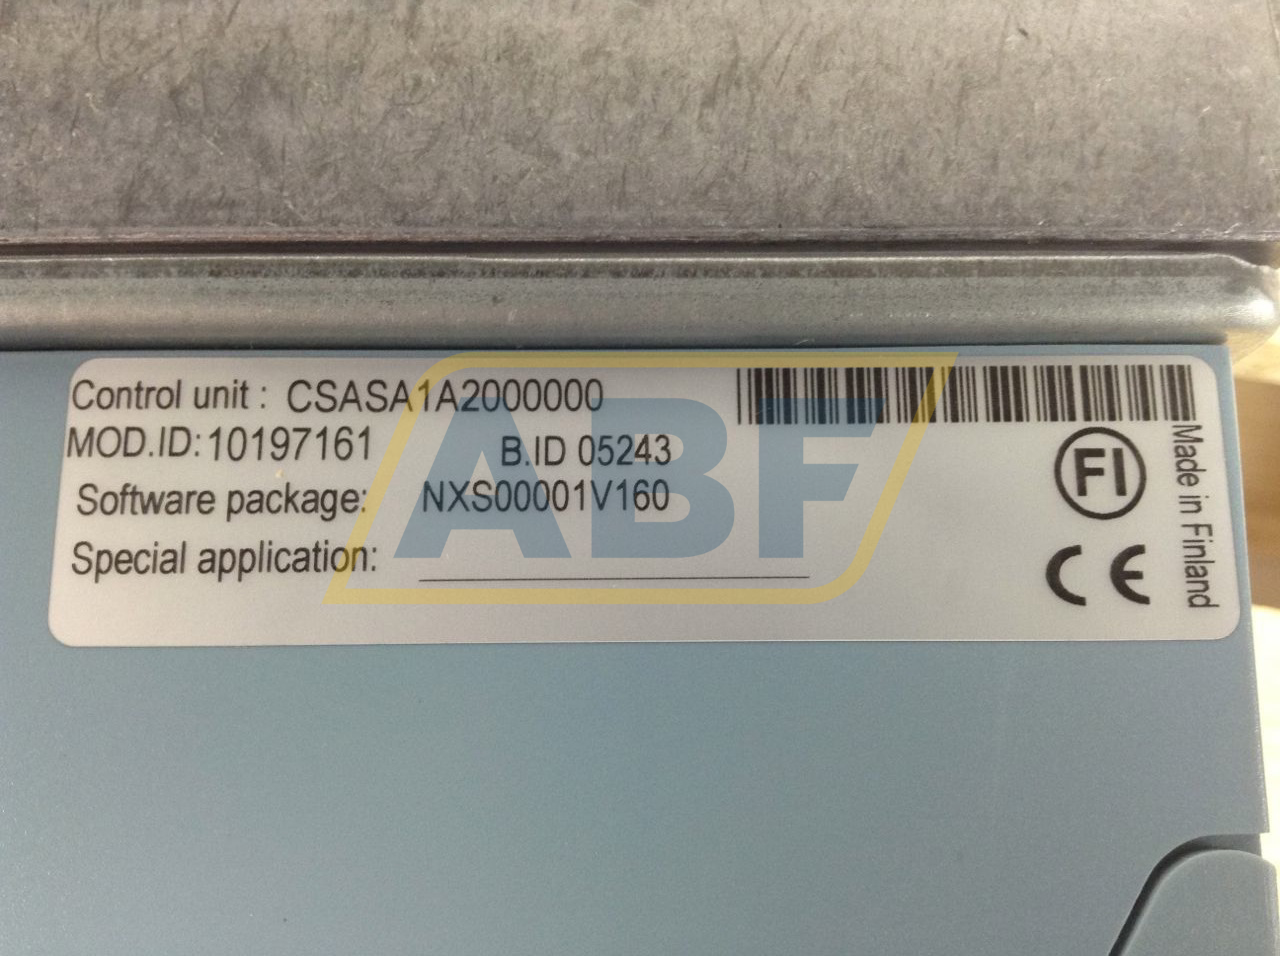 Control unit : CSASA1A2000000
MOD.ID: 10197161 B.ID 05243
Software package: NXS00001V160
Special application:
FI
CE
Made in Finland
ABF